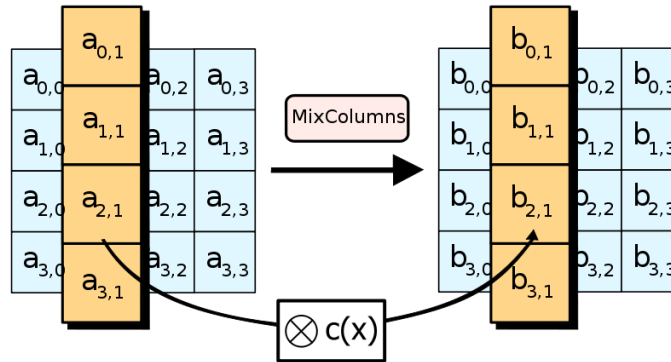 a0,1 b0,1
a0,0 a0,2 a0,3 b0,0 b0,2 b0,3
MixColumns
a1,1 b1,1
a1,0 a1,2 a1,3 b1,0 b1,2 b1,3
a2,1 b2,1
a2,0 a2,2 a2,3 b2,0 b2,2 b2,3
a3,0 a3,2 a3,3 b3,0 b3,2 b3,3
a3,1 b3,1
⊗ c(x)